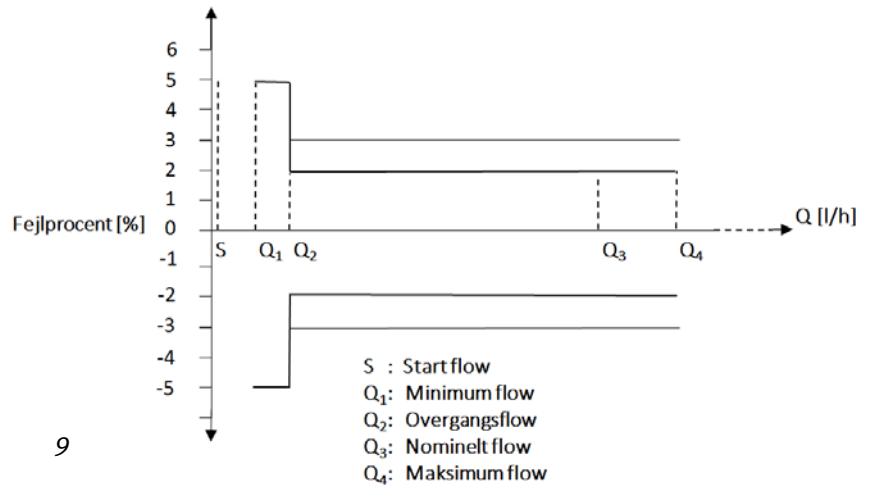 6
5
4
3
2
1
Fejlprocent [%] 0
Q [l/h]
S Q₁ Q₂ Q₃ Q₄
-1
-2
-3
-4
-5
S : Start flow
Q₁: Minimum flow
Q₂: Overgangsflow
Q₃: Nominelt flow
Q₄: Maksimum flow
9